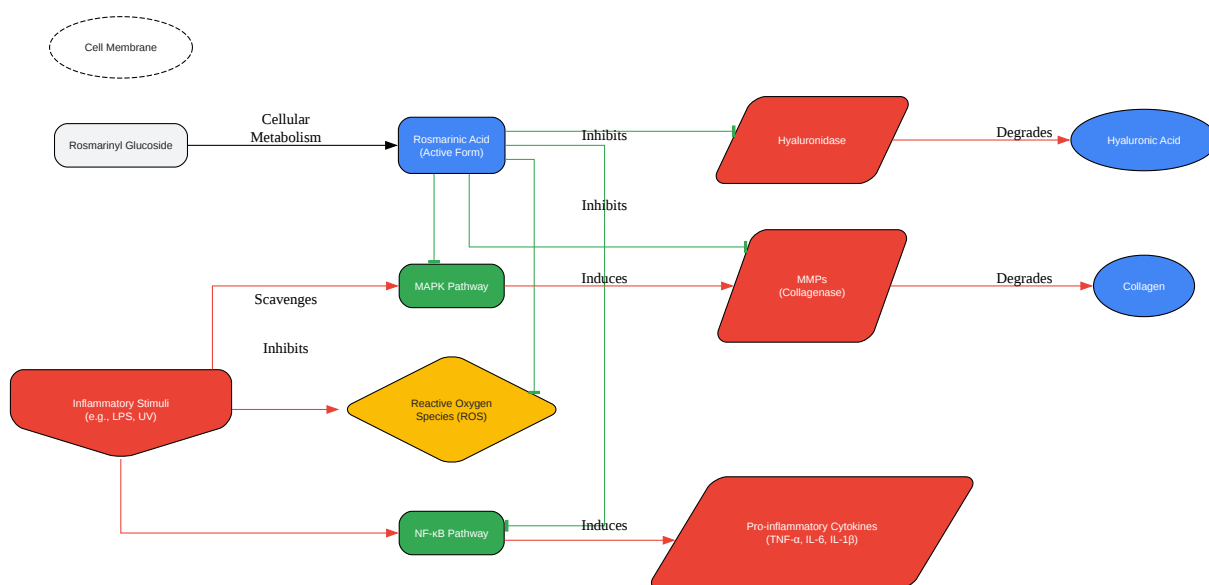 Cell Membrane
Cellular
Metabolism
Rosmarinyl Glucoside
Rosmarinic Acid
(Active Form)
Inhibits
Hyaluronidase
Degrades
Hyaluronic Acid
Inhibits
MAPK Pathway
Induces
MMPs
(Collagenase)
Degrades
Collagen
Scavenges
Inhibits
Inflammatory Stimuli
(e.g., LPS, UV)
Reactive Oxygen
Species (ROS)
NF-κB Pathway
Induces
Pro-inflammatory Cytokines
(TNF-α, IL-6, IL-1β)